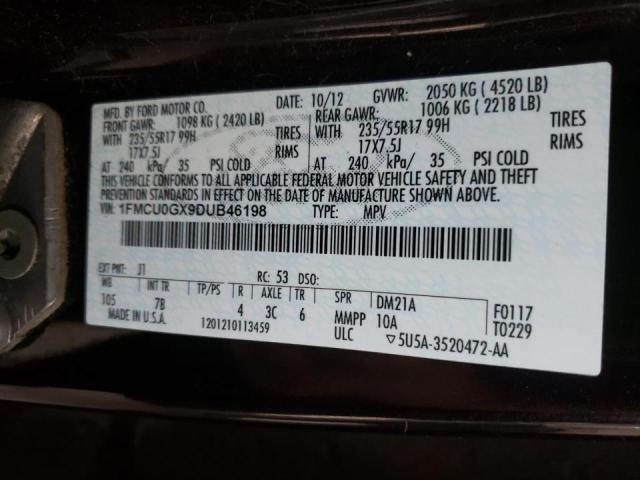 MFD. BY FORD MOTOR CO. DATE: 10/12 GVWR: 2050 KG ( 4520 LB)
FRONT GAWR: 1098 KG ( 2420 LB) REAR GAWR: 1006 KG ( 2218 LB)
WITH 235/55R17 99H TIRES WITH 235/55R17 99H TIRES
17X7.5J RIMS 17X7.5J RIMS
AT 240 kPa/ 35 PSI COLD AT 240 kPa/ 35 PSI COLD
THIS VEHICLE CONFORMS TO ALL APPLICABLE FEDERAL MOTOR VEHICLE SAFETY AND THEFT
PREVENTION STANDARDS IN EFFECT ON THE DATE OF MANUFACTURE SHOWN ABOVE.
VIN: 1FMCU0GX9DUB46198 TYPE: MPV
EXT PNT: J1 RC: 53 DSO:
WB INT TR TP/PS R AXLE TR SPR DM21A F0117
105 7B 4 3C 6 MMPP 10A T0229
MADE IN U.S.A. 1201210113459 ULC ▽5U5A-3520472-AA